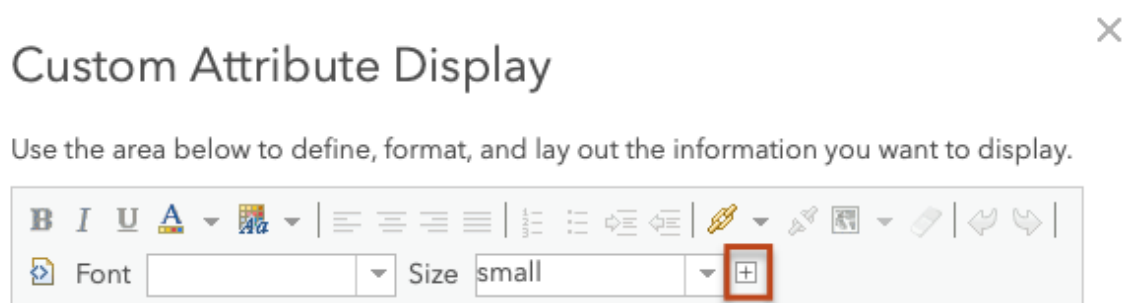 Custom Attribute Display
Use the area below to define, format, and lay out the information you want to display.
B I U A Aa
Font Size small